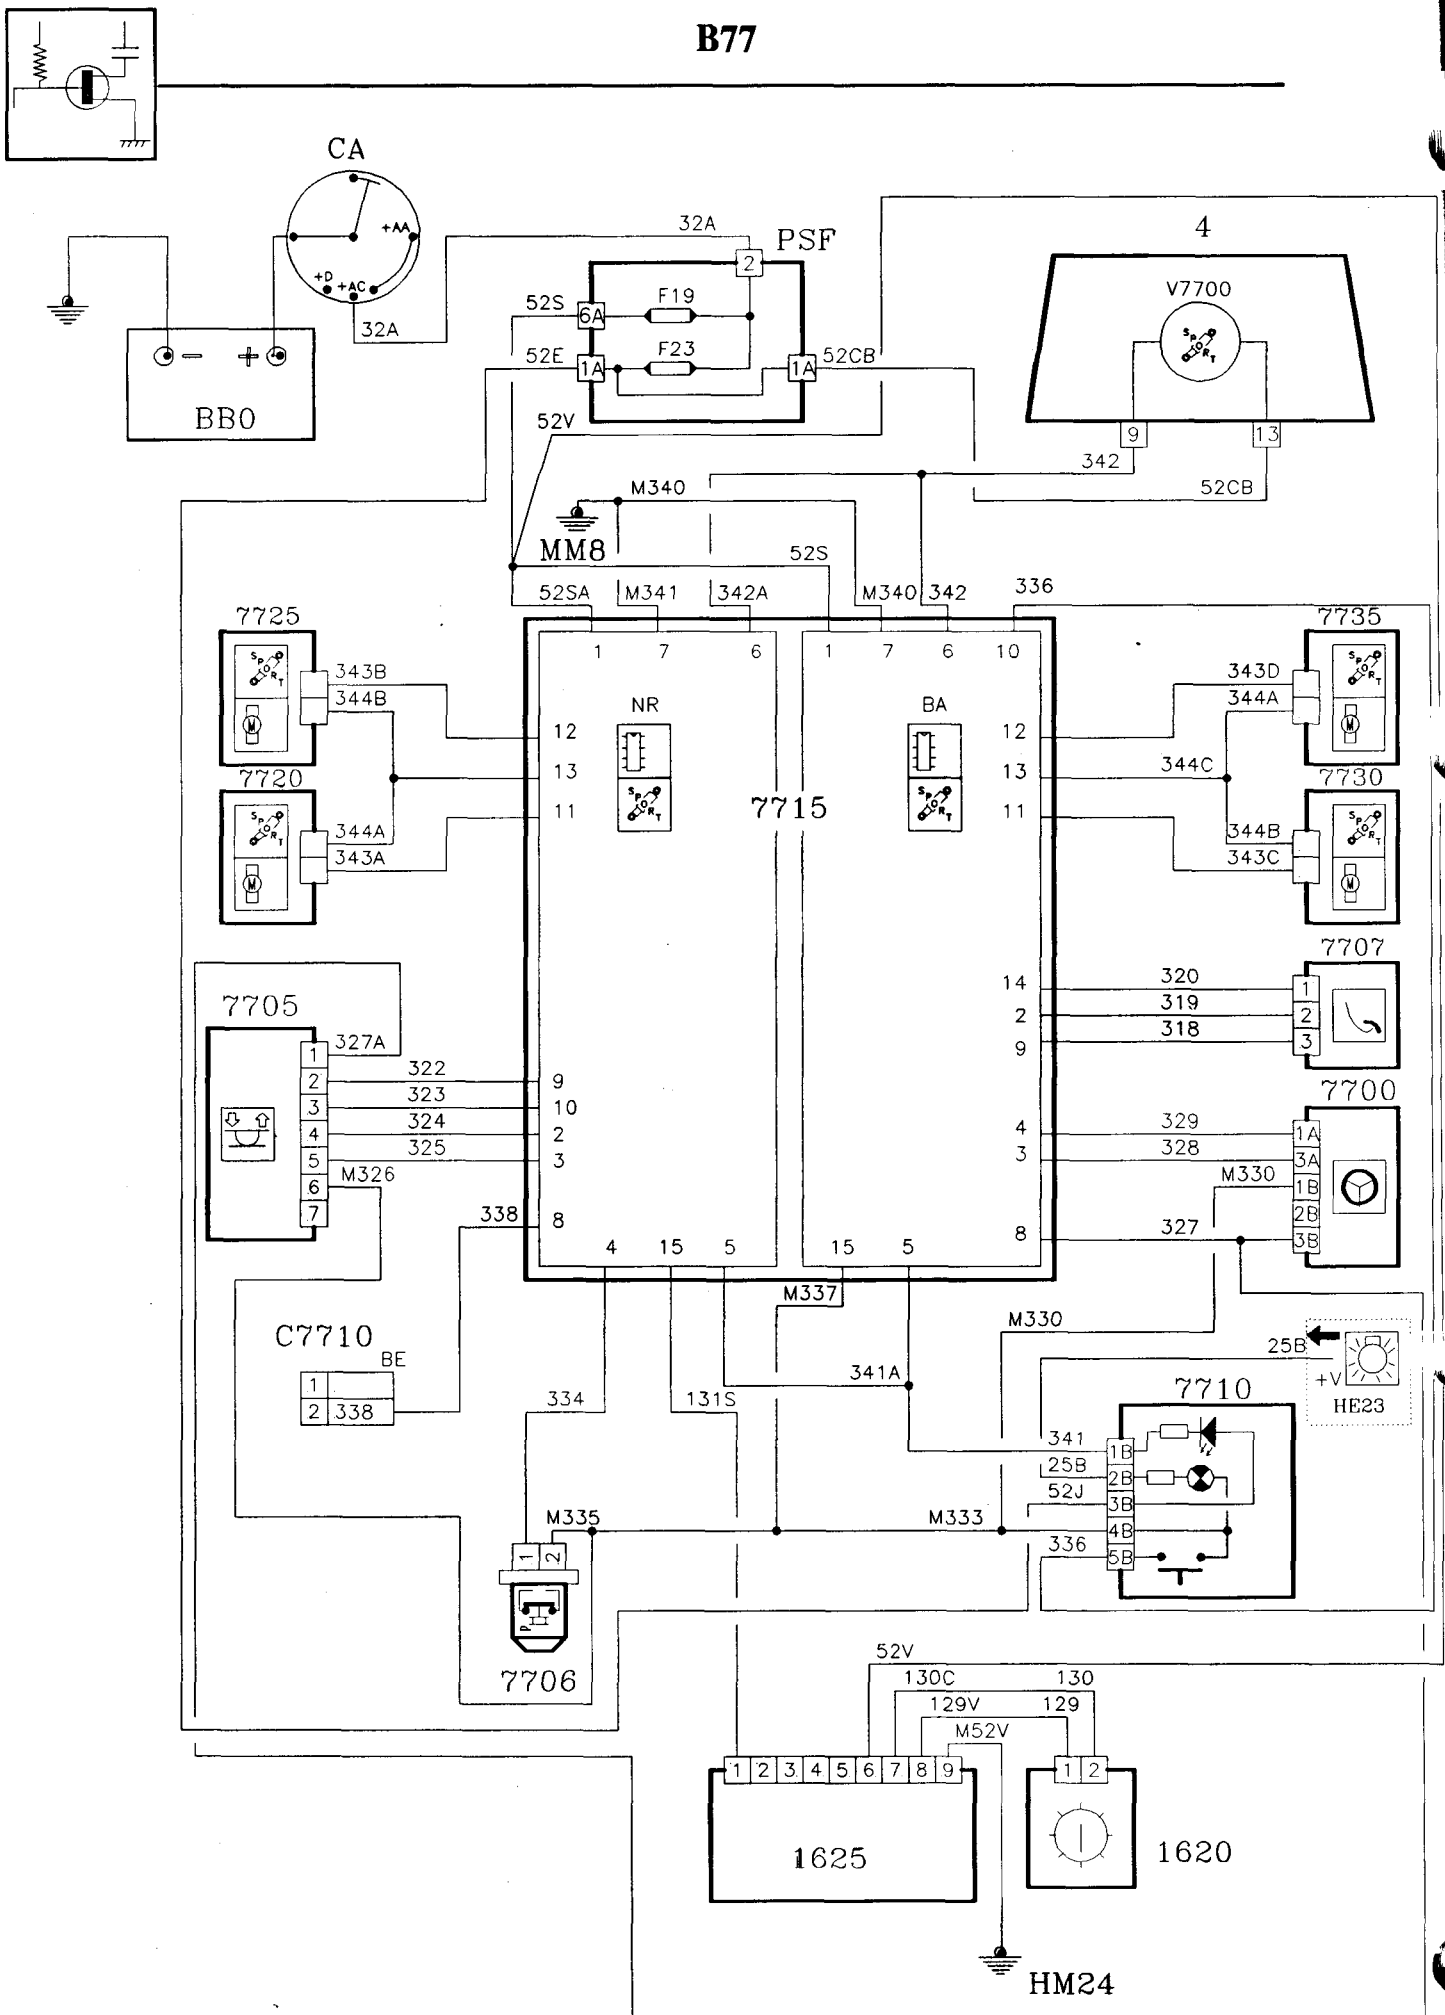 B77
CA
+AA
+D
+AC
32A
32A
PSF
2
4
V7700
S P O R T
9
13
BB0
52S
6A
F19
52E
1A
F23
1A
52CB
52V
342
52CB
M340
MM8
52S
52SA
M341
342A
M340
342
336
1
7
6
1
7
6
10
7725
S P O R T
M
343B
344B
7720
S P O R T
M
344A
343A
12
13
11
NR
S P O R T
7715
BA
S P O R T
12
13
11
343D
344A
344C
7735
S P O R T
M
7730
344B
343C
S P O R T
M
7705
1
2
3
4
5
6
7
327A
322
323
324
325
M326
9
10
2
3
338
8
4
15
5
15
5
14
2
9
320
319
318
7707
1
2
3
7700
4
3
329
328
M330
1A
3A
1B
2B
3B
8
327
M337
M330
C7710
BE
1
2
338
334
131S
341A
25B
+V
HE23
7710
341
25B
52J
M333
336
1B
2B
3B
4B
5B
M335
1
2
P
7706
52V
130C
130
129V
129
M52V
1
2
3
4
5
6
7
8
9
1625
1
2
1620
HM24